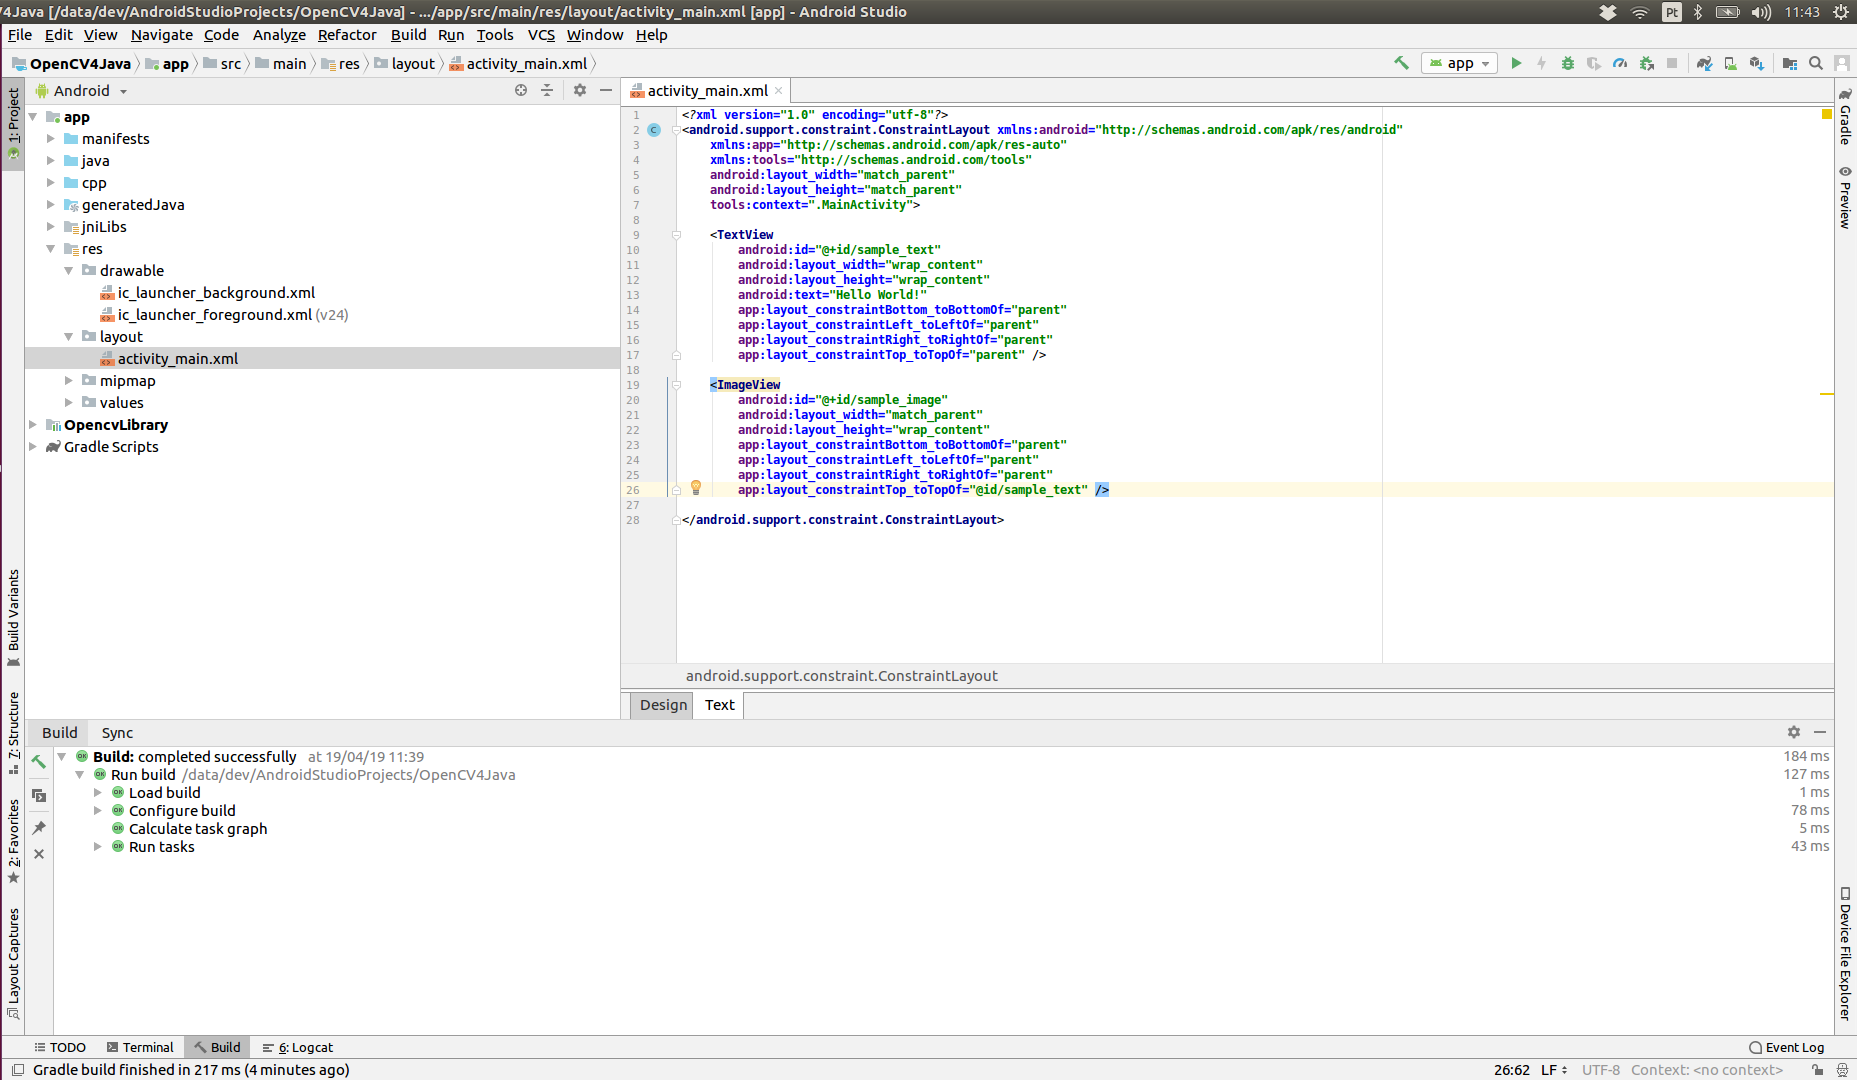 4Java [/data/dev/AndroidStudioProjects/OpenCV4Java] - .../app/src/main/res/layout/activity_main.xml [app] - Android Studio
Pt 11:43
File Edit View Navigate Code Analyze Refactor Build Run Tools VCS Window Help
OpenCV4Java app src main res layout activity_main.xml
app
Android
activity_main.xml
1: Project
app
manifests
java
cpp
generatedJava
jniLibs
res
drawable
ic_launcher_background.xml
ic_launcher_foreground.xml (v24)
layout
activity_main.xml
mipmap
values
OpencvLibrary
Gradle Scripts
1 <?xml version="1.0" encoding="utf-8"?>
2 C <android.support.constraint.ConstraintLayout xmlns:android="http://schemas.android.com/apk/res/android"
3 xmlns:app="http://schemas.android.com/apk/res-auto"
4 xmlns:tools="http://schemas.android.com/tools"
5 android:layout_width="match_parent"
6 android:layout_height="match_parent"
7 tools:context=".MainActivity">
8
9 <TextView
10 android:id="@+id/sample_text"
11 android:layout_width="wrap_content"
12 android:layout_height="wrap_content"
13 android:text="Hello World!"
14 app:layout_constraintBottom_toBottomOf="parent"
15 app:layout_constraintLeft_toLeftOf="parent"
16 app:layout_constraintRight_toRightOf="parent"
17 app:layout_constraintTop_toTopOf="parent" />
18
19 <ImageView
20 android:id="@+id/sample_image"
21 android:layout_width="match_parent"
22 android:layout_height="wrap_content"
23 app:layout_constraintBottom_toBottomOf="parent"
24 app:layout_constraintLeft_toLeftOf="parent"
25 app:layout_constraintRight_toRightOf="parent"
26 app:layout_constraintTop_toTopOf="@id/sample_text" />
27
28 </android.support.constraint.ConstraintLayout>
android.support.constraint.ConstraintLayout
Design Text
Gradle
Preview
Device File Explorer
Build Variants
7: Structure
2: Favorites
Layout Captures
Build Sync
Build: completed successfully at 19/04/19 11:39 184 ms
Run build /data/dev/AndroidStudioProjects/OpenCV4Java 127 ms
Load build 1 ms
Configure build 78 ms
Calculate task graph 5 ms
Run tasks 43 ms
TODO Terminal Build 6: Logcat Event Log
Gradle build finished in 217 ms (4 minutes ago) 26:62 LF UTF-8 Context: <no context>